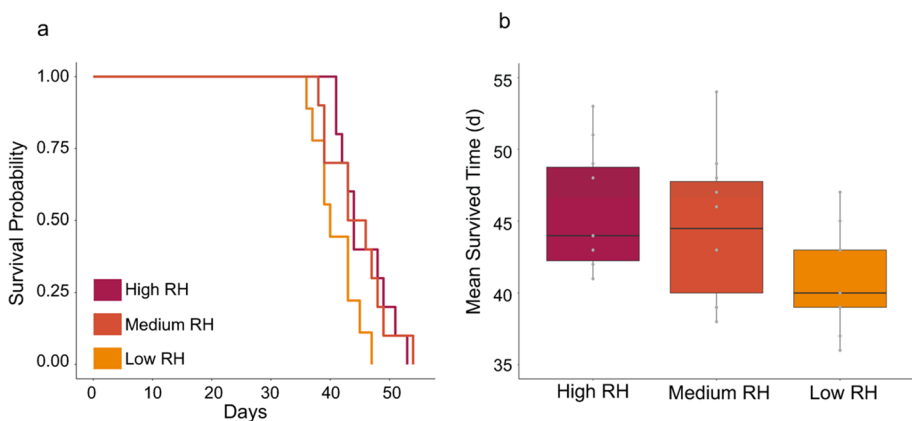 a
1.00
0.75
0.50
0.25
0.00
Survival Probability
High RH
Medium RH
Low RH
0 10 20 30 40 50
Days
b
55
50
45
40
35
Mean Survived Time (d)
High RH Medium RH Low RH